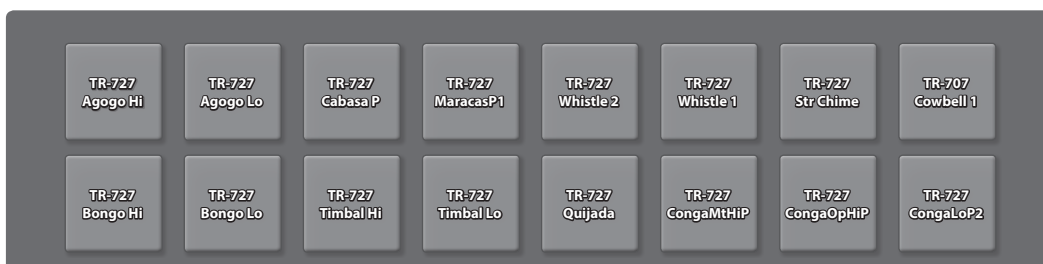 TR-727
Agogo Hi
TR-727
Agogo Lo
TR-727
Cabasa P
TR-727
MaracasP1
TR-727
Whistle 2
TR-727
Whistle 1
TR-727
Str Chime
TR-707
Cowbell 1
TR-727
Bongo Hi
TR-727
Bongo Lo
TR-727
Timbal Hi
TR-727
Timbal Lo
TR-727
Quijada
TR-727
CongaMtHiP
TR-727
CongaOpHiP
TR-727
CongaLoP2